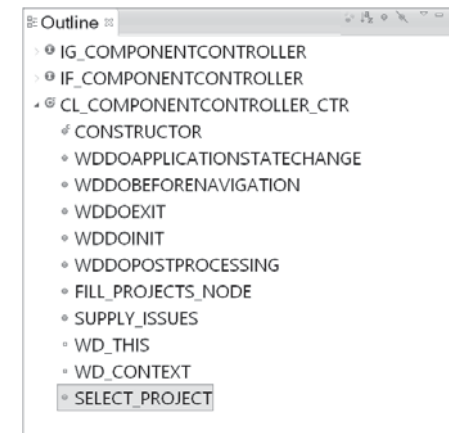 Outline
IG_COMPONENTCONTROLLER
IF_COMPONENTCONTROLLER
CL_COMPONENTCONTROLLER_CTR
CONSTRUCTOR
WDDOAPPLICATIONSTATECHANGE
WDDOBEFORENAVIGATION
WDDOEXIT
WDDOINIT
WDDOPOSTPROCESSING
FILL_PROJECTS_NODE
SUPPLY_ISSUES
WD_THIS
WD_CONTEXT
SELECT_PROJECT